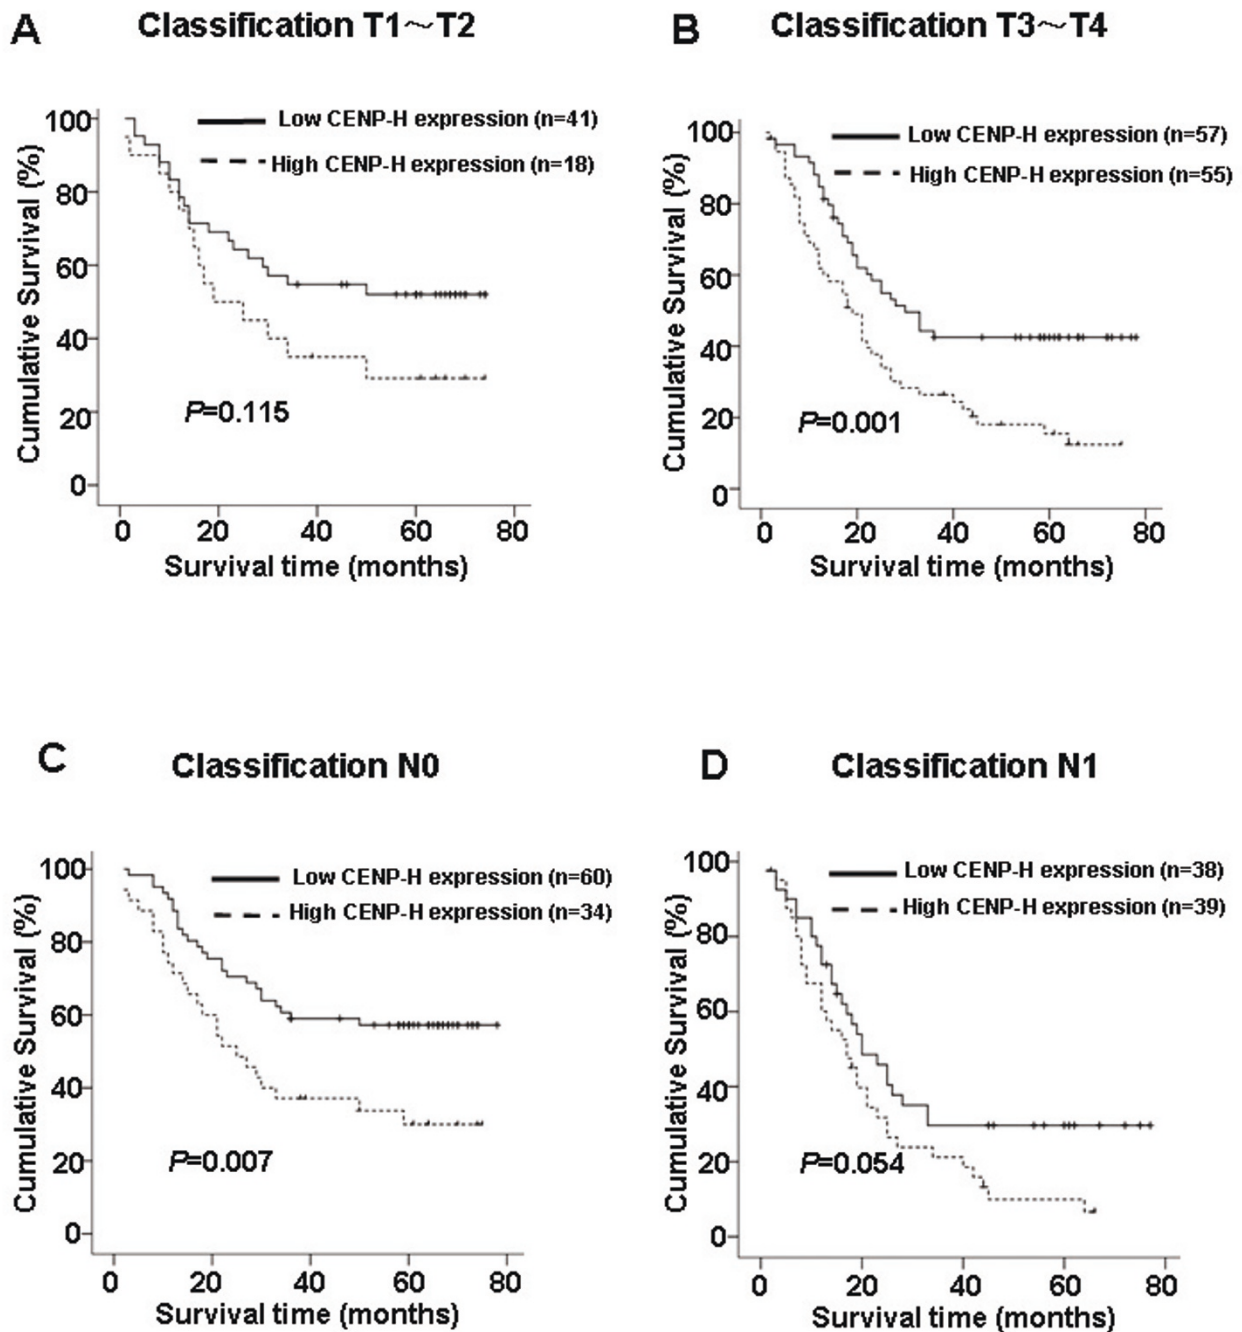 A
Classification T1～T2
Low CENP-H expression (n=41)
High CENP-H expression (n=18)
Cumulative Survival (%)
100
80
60
40
20
0
P=0.115
0 20 40 60 80
Survival time (months)
B
Classification T3～T4
Low CENP-H expression (n=57)
High CENP-H expression (n=55)
Cumulative Survival (%)
100
80
60
40
20
0
P=0.001
0 20 40 60 80
Survival time (months)
C
Classification N0
Low CENP-H expression (n=60)
High CENP-H expression (n=34)
Cumulative Survival (%)
100
80
60
40
20
0
P=0.007
0 20 40 60 80
Survival time (months)
D
Classification N1
Low CENP-H expression (n=38)
High CENP-H expression (n=39)
Cumulative Survival (%)
100
80
60
40
20
0
P=0.054
0 20 40 60 80
Survival time (months)